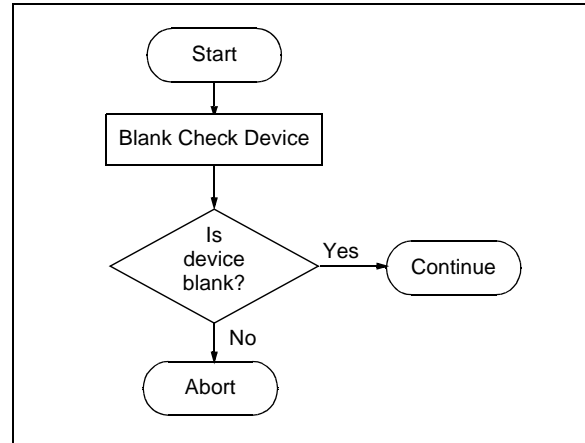 Start
Blank Check Device
Is
device
blank?
Yes
Continue
No
Abort